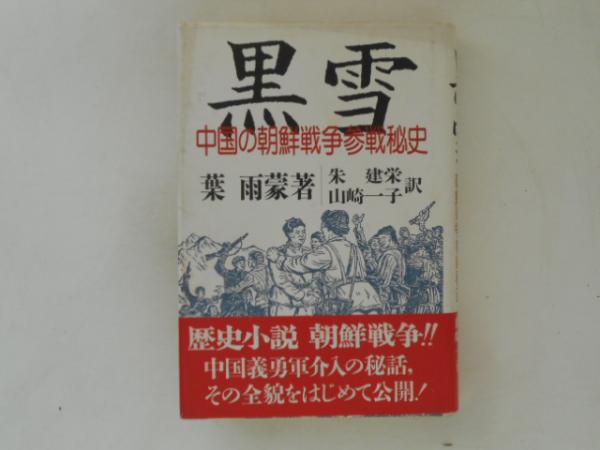 黒雪
中国の朝鮮戦争参戦秘史
葉 雨蒙著
朱 建栄
山崎一子 訳
歴史小説 朝鮮戦争!!
中国義勇軍介入の秘話,
その全貌をはじめて公開!